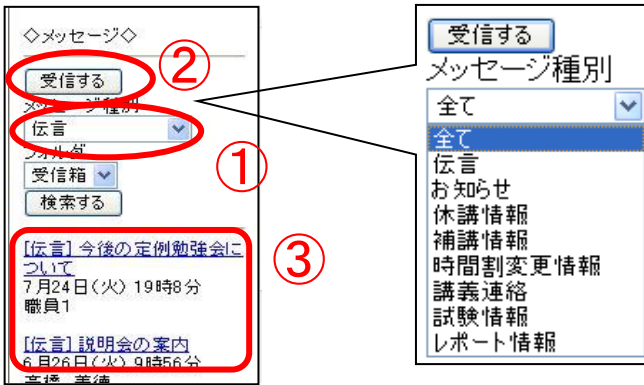 ◇メッセージ◇
②
受信する
メッセージ種別
伝言
①
フォルダ
受信箱
検索する
[伝言]今後の定例勉強会に
ついて
7月24日(火) 19時8分
職員1
③
[伝言]説明会の案内
6月26日(火) 9時56分
高橋 美徳
受信する
メッセージ種別
全て
全て
伝言
お知らせ
休講情報
補講情報
時間割変更情報
講義連絡
試験情報
レポート情報